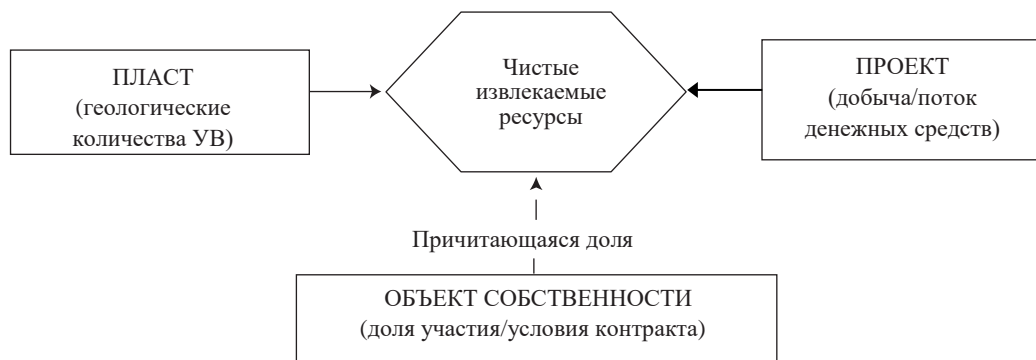 ПЛАСТ
(геологические
количества УВ)
Чистые
извлекаемые
ресурсы
ПРОЕКТ
(добыча/поток
денежных средств)
Причитающаяся доля
ОБЪЕКТ СОБСТВЕННОСТИ
(доля участия/условия контракта)